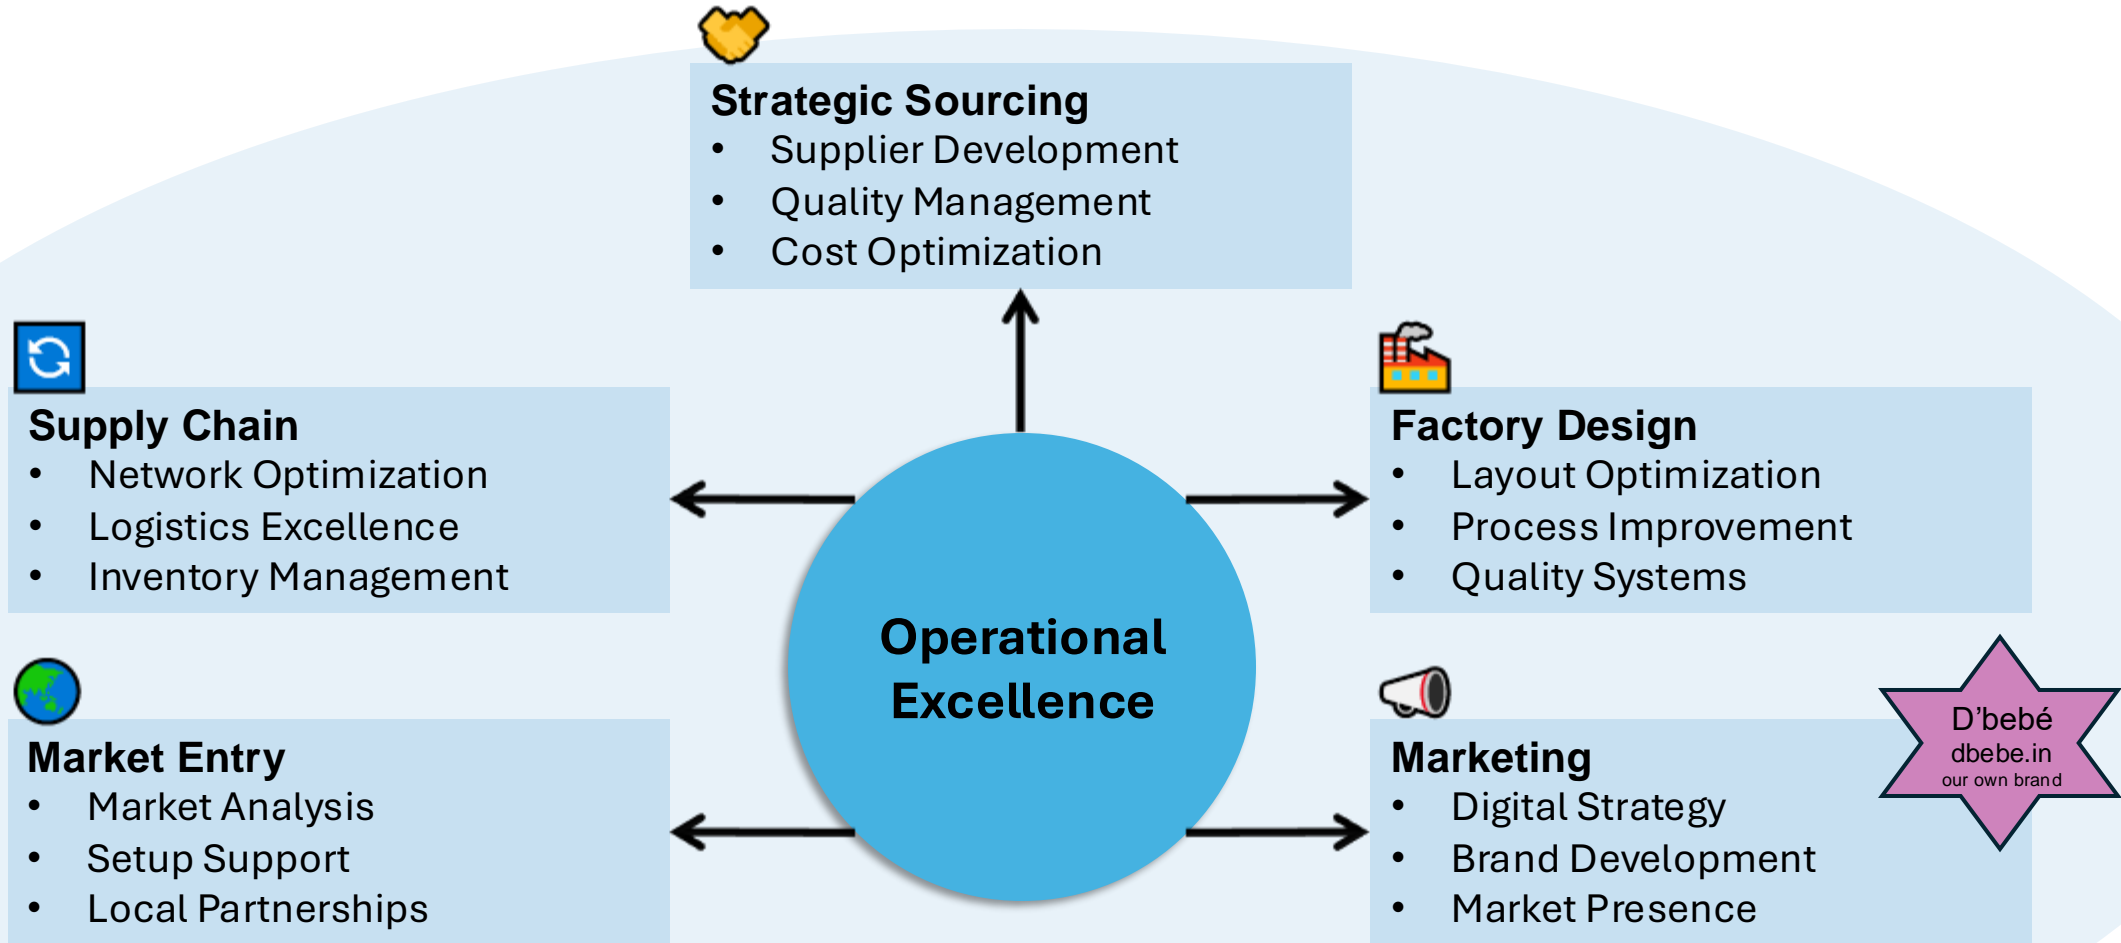 Strategic Sourcing
• Supplier Development
• Quality Management
• Cost Optimization
Supply Chain
• Network Optimization
• Logistics Excellence
• Inventory Management
Factory Design
• Layout Optimization
• Process Improvement
• Quality Systems
Operational
Excellence
Market Entry
• Market Analysis
• Setup Support
• Local Partnerships
Marketing
• Digital Strategy
• Brand Development
• Market Presence
D’bebé
dbebe.in
our own brand